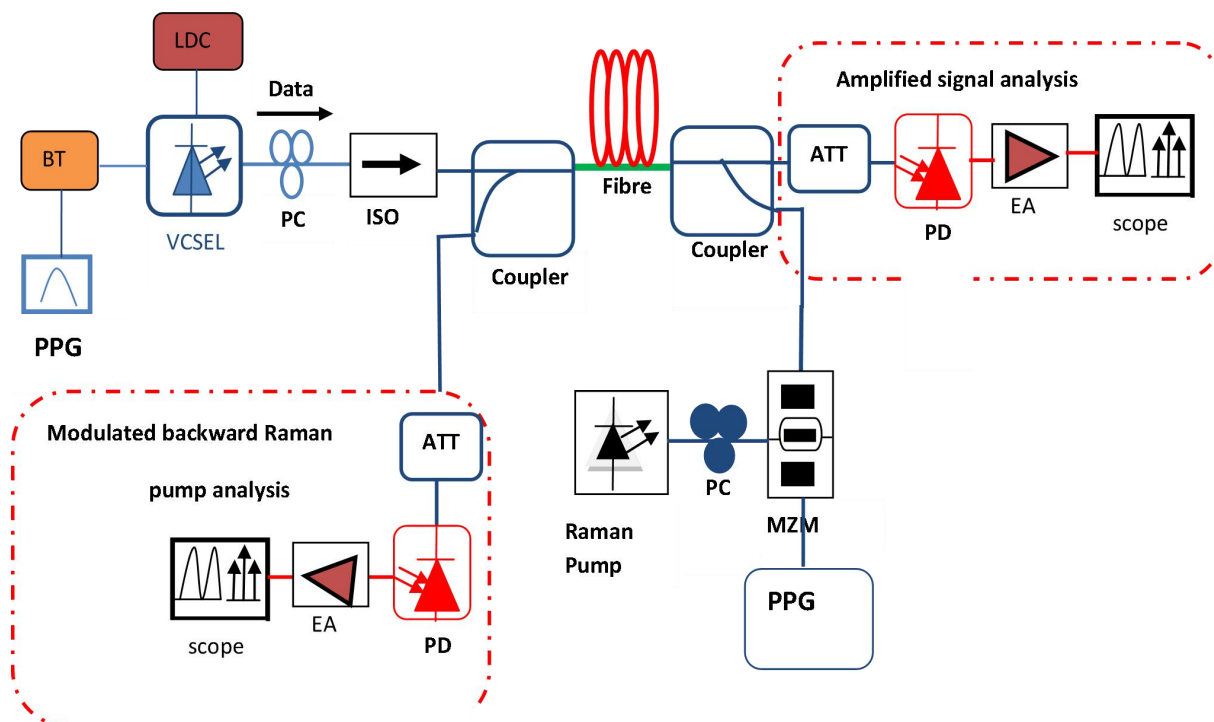 LDC
Data
BT
VCSEL
PC
ISO
PPG
Coupler
Fibre
Coupler
Amplified signal analysis
ATT
PD
EA
scope
Modulated backward Raman
pump analysis
ATT
scope
EA
PD
Raman
Pump
PC
MZM
PPG